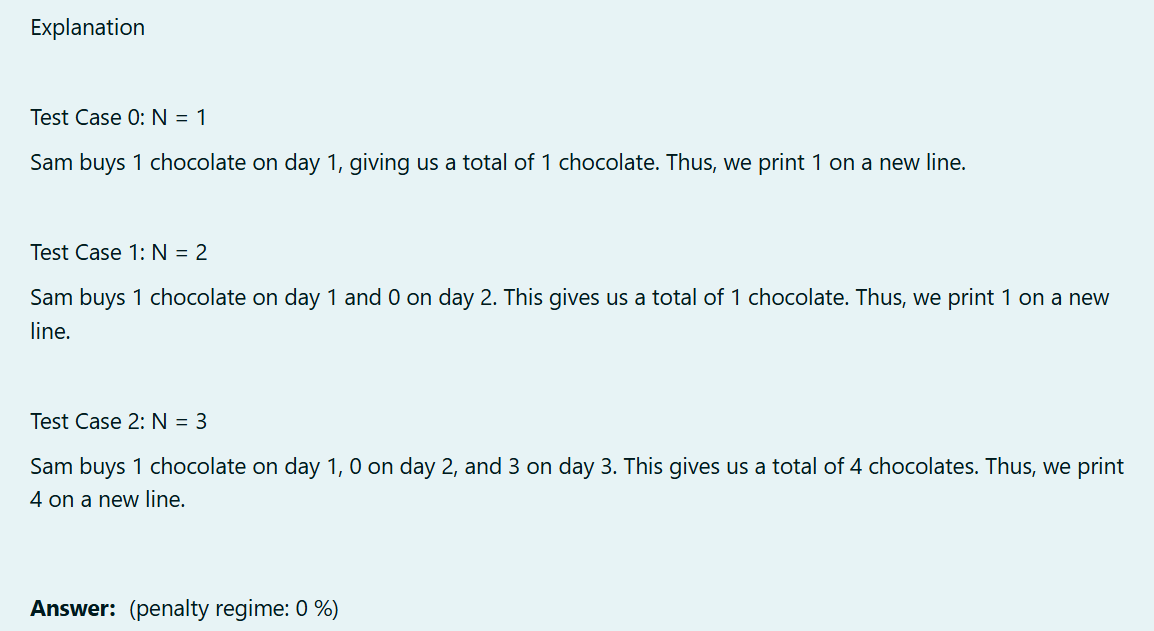 Explanation
Test Case 0: N = 1
Sam buys 1 chocolate on day 1, giving us a total of 1 chocolate. Thus, we print 1 on a new line.
Test Case 1: N = 2
Sam buys 1 chocolate on day 1 and 0 on day 2. This gives us a total of 1 chocolate. Thus, we print 1 on a new
line.
Test Case 2: N = 3
Sam buys 1 chocolate on day 1, 0 on day 2, and 3 on day 3. This gives us a total of 4 chocolates. Thus, we print
4 on a new line.
Answer: (penalty regime: 0 %)